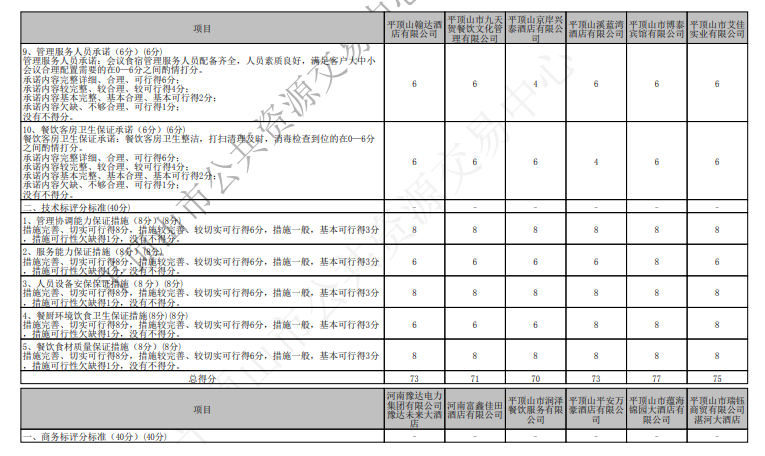 项目 平顶山翰达酒店有限公司 平顶山市九天贺餐饮文化管理有限公司 平顶山京岸兴泰酒店有限公司 平顶山溪蓝湾酒店有限公司 平顶山市博泰宾馆有限公司 平顶山市艾佳实业有限公司
9、管理服务人员承诺（6分）(6分)
管理服务人员承诺：会议食宿管理服务人员配备齐全，人员素质良好，满足客户大中小
会议合理配置需要的在0—6分之间酌情打分。
承诺内容完整详细、合理、可行得6分；
承诺内容较完整、较合理、较可行得4分；
承诺内容基本完整、基本合理、基本可行得2分；
承诺内容欠缺、不够合理、可行得1分；
没有不得分。
6 6 4 6 6 6
10、餐饮客房卫生保证承诺（6分）(6分)
餐饮客房卫生保证承诺：餐饮客房卫生整洁，打扫清理及时，消毒检查到位的在0—6分
之间酌情打分。
承诺内容完整详细、合理、可行得6分；
承诺内容较完整、较合理、较可行得4分；
承诺内容基本完整、基本合理、基本可行得2分；
承诺内容欠缺、不够合理、可行得1分；
没有不得分。
6 6 6 4 6 6
二、技术标评分标准(40分) - - - - - -
1、管理协调能力保证措施（8分）(8分)
措施完善、切实可行得8分，措施较完善、较切实可行得6分，措施一般，基本可行得3分
，措施可行性欠缺得1分，没有不得分。
8 8 8 8 8 8
2、服务能力保证措施（8分）(8分)
措施完善、切实可行得8分，措施较完善、较切实可行得6分，措施一般，基本可行得3分
，措施可行性欠缺得1分，没有不得分。
6 6 6 6 8 6
3、人员设备安保保证措施（8 分）(8分)
措施完善、切实可行得8分，措施较完善、较切实可行得6分，措施一般，基本可行得3分
，措施可行性欠缺得1分，没有不得分。
8 8 8 8 8 8
4、餐厨环境饮食卫生保证措施(8分)(8分)
措施完善、切实可行得8分，措施较完善、较切实可行得6分，措施一般，基本可行得3分
，措施可行性欠缺得1分，没有不得分。
6 6 6 8 8 8
5、餐饮食材质量保证措施（8分）(8分)
措施完善、切实可行得8分，措施较完善、较切实可行得6分，措施一般，基本可行得3分
，措施可行性欠缺得1分，没有不得分。
8 8 8 8 8 8
总得分 73 71 70 73 77 75
项目 河南豫达电力集团有限公司豫达未来大酒店 河南富鑫佳田酒店有限公司 平顶山市润泽餐饮服务有限公司 平顶山平安万豪酒店有限公司 平顶山市蕴海锦园大酒店有限公司 平顶山市瑞钰商贸有限公司湛河大酒店
一、商务标评分标准（40分）(40分) - - - - - -